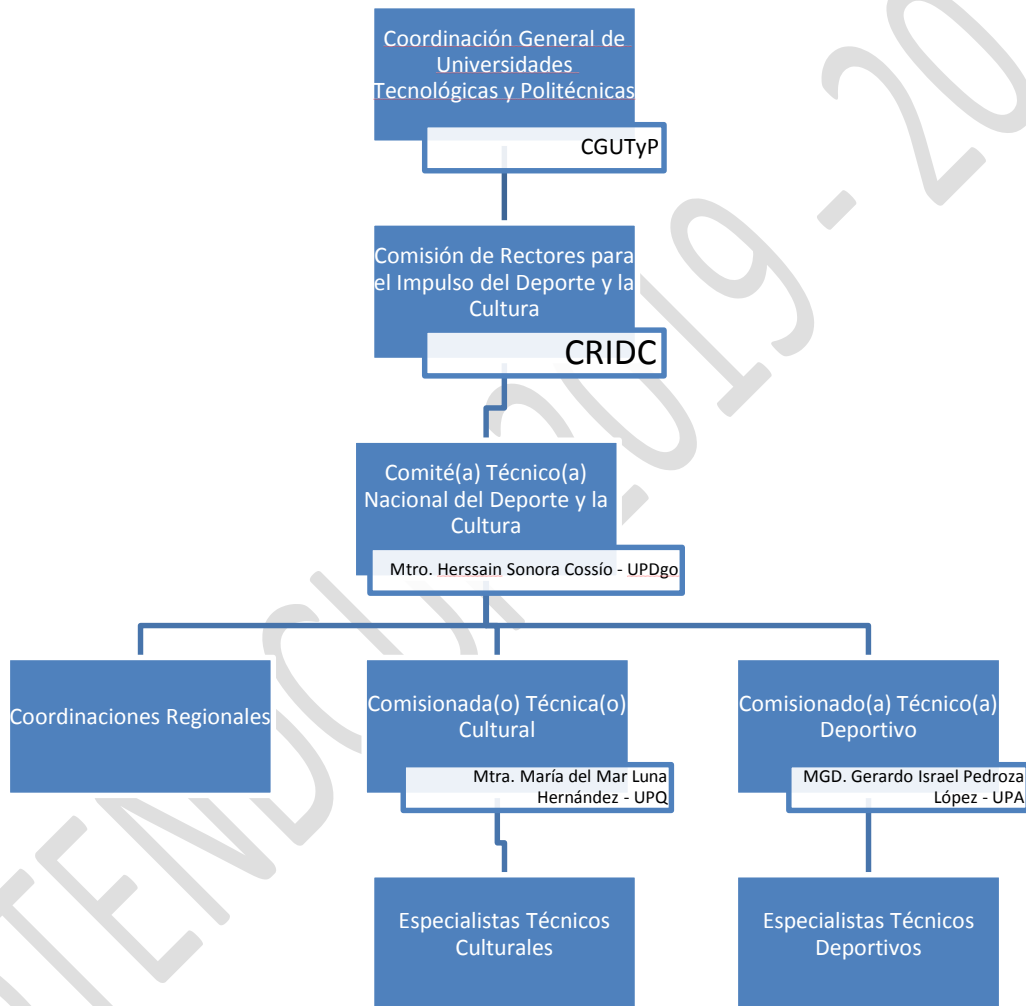 Coordinación General de
Universidades
Tecnológicas y Politécnicas
CGUTyP
Comisión de Rectores para
el Impulso del Deporte y la
Cultura
CRIDC
Comité(a) Técnico(a)
Nacional del Deporte y la
Cultura
Mtro. Herssain Sonora Cossío - UPDgo
Coordinaciones Regionales
Comisionada(o) Técnica(o)
Cultural
Mtra. María del Mar Luna
Hernández - UPQ
Comisionado(a) Técnico(a)
Deportivo
MGD. Gerardo Israel Pedroza
López - UPA
Especialistas Técnicos
Culturales
Especialistas Técnicos
Deportivos